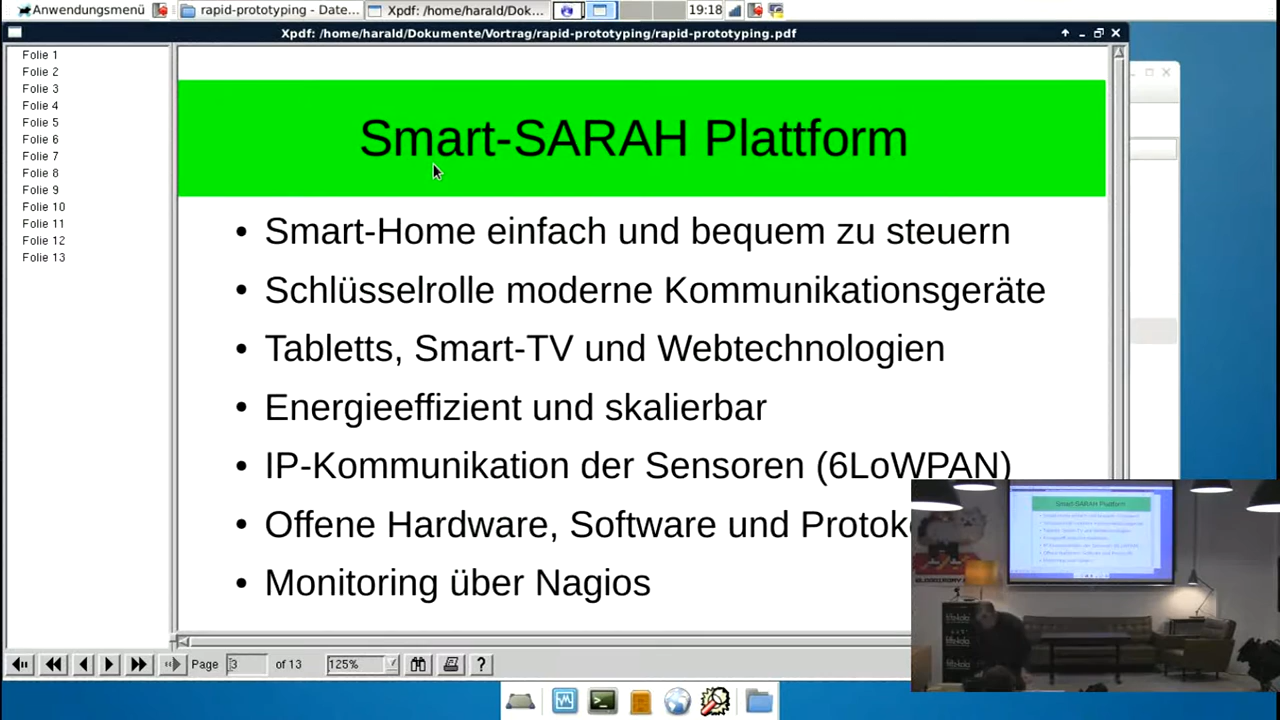 Anwendungsmenü
rapid-prototyping - Date...
Xpdf: /home/harald/Dok...
19:18
Xpdf: /home/harald/Dokumente/Vortrag/rapid-prototyping/rapid-prototyping.pdf
Folie 1
Folie 2
Folie 3
Folie 4
Folie 5
Folie 6
Folie 7
Folie 8
Folie 9
Folie 10
Folie 11
Folie 12
Folie 13
Smart-SARAH Plattform
• Smart-Home einfach und bequem zu steuern
• Schlüsselrolle moderne Kommunikationsgeräte
• Tabletts, Smart-TV und Webtechnologien
• Energieeffizient und skalierbar
• IP-Kommunikation der Sensoren (6LoWPAN)
• Offene Hardware, Software und Protok
• Monitoring über Nagios
Page 3 of 13 125% ?
Smart-SARAH Plattform